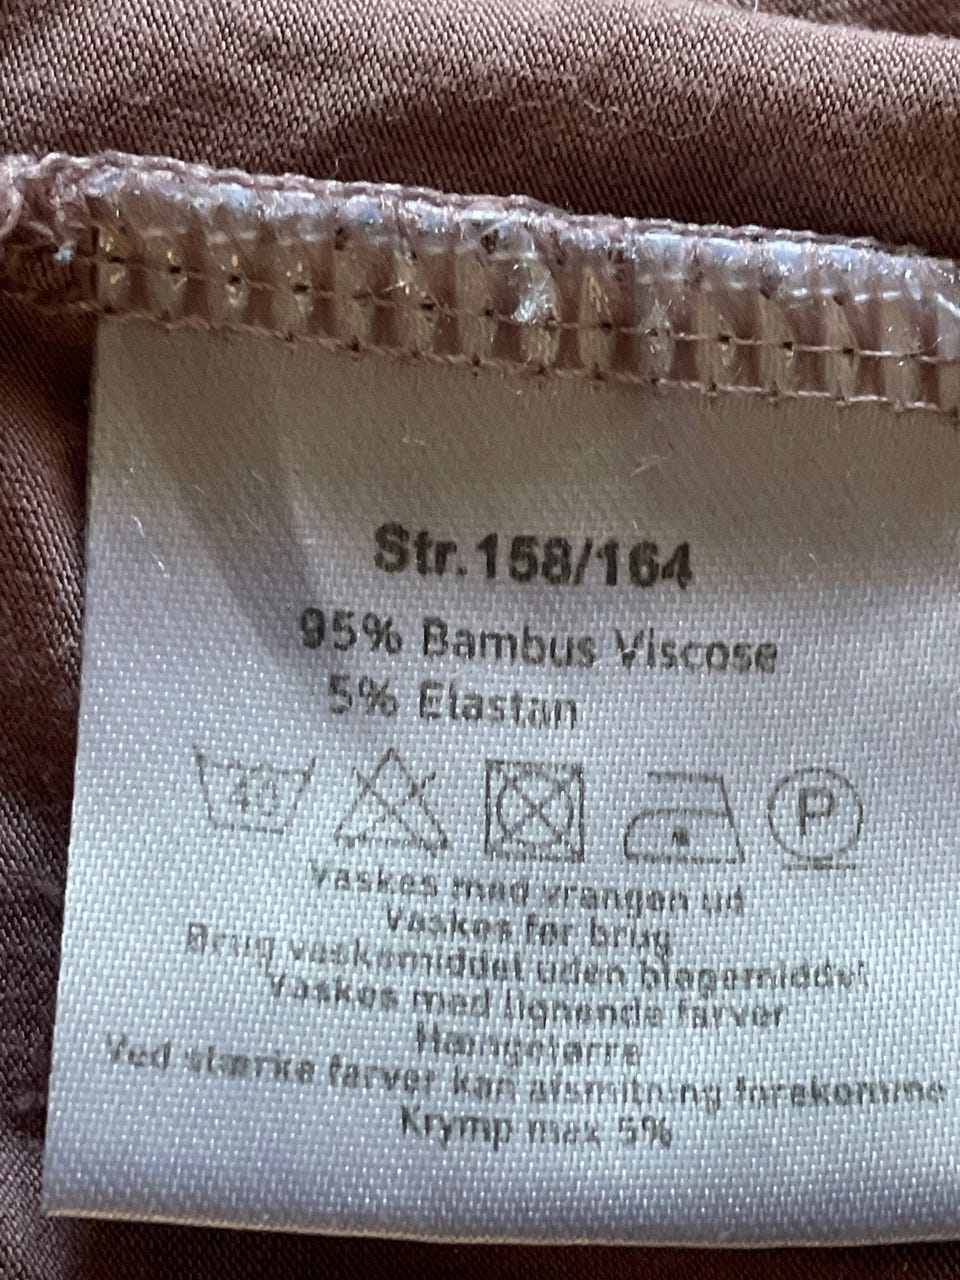 Str.158/164
95% Bambus Viscose
5% Elastan
40 P
Vaskes med vrangen ud
Vaskes før brug
Brug vaskemiddel uden blegemiddel
Vaskes med lignende farver
Hængetørre
Ved stærke farver kan afsmitning forekomme
Krymp max 5%